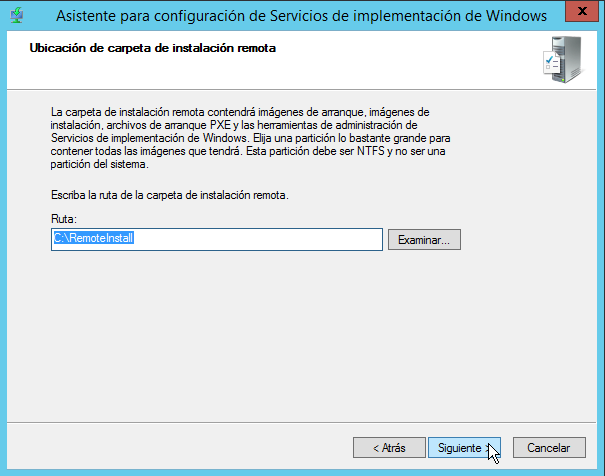 Asistente para configuración de Servicios de implementación de Windows
x
Ubicación de carpeta de instalación remota
La carpeta de instalación remota contendrá imágenes de arranque, imágenes de
instalación, archivos de arranque PXE y las herramientas de administración de
Servicios de implementación de Windows. Elija una partición lo bastante grande para
contener todas las imágenes que tendrá. Esta partición debe ser NTFS y no ser una
partición del sistema.
Escriba la ruta de la carpeta de instalación remota.
Ruta:
C:\RemoteInstall
Examinar...
< Atrás
Siguiente >
Cancelar